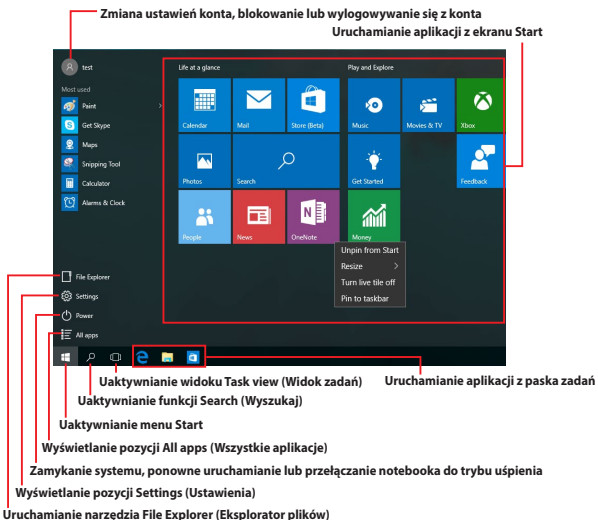 Zmiana ustawień konta, blokowanie lub wylogowywanie się z konta
Uruchamianie aplikacji z ekranu Start
test
Most used
Paint
Get Skype
Maps
Snipping Tool
Calculator
Alarms & Clock
File Explorer
Settings
Power
All apps
Life at a glance
Calendar
Mail
Store (Beta)
Photos
Search
People
News
OneNote
Play and Explore
Music
Movies & TV
Xbox
Get Started
Feedback
Money
Unpin from Start
Resize
Turn live tile off
Pin to taskbar
Uaktywnianie widoku Task view (Widok zadań)
Uruchamianie aplikacji z paska zadań
Uaktywnianie funkcji Search (Wyszukaj)
Uaktywnianie menu Start
Wyświetlanie pozycji All apps (Wszystkie aplikacje)
Zamykanie systemu, ponowne uruchamianie lub przełączanie notebooka do trybu uśpienia
Wyświetlanie pozycji Settings (Ustawienia)
Uruchamianie narzędzia File Explorer (Eksplorator plików)